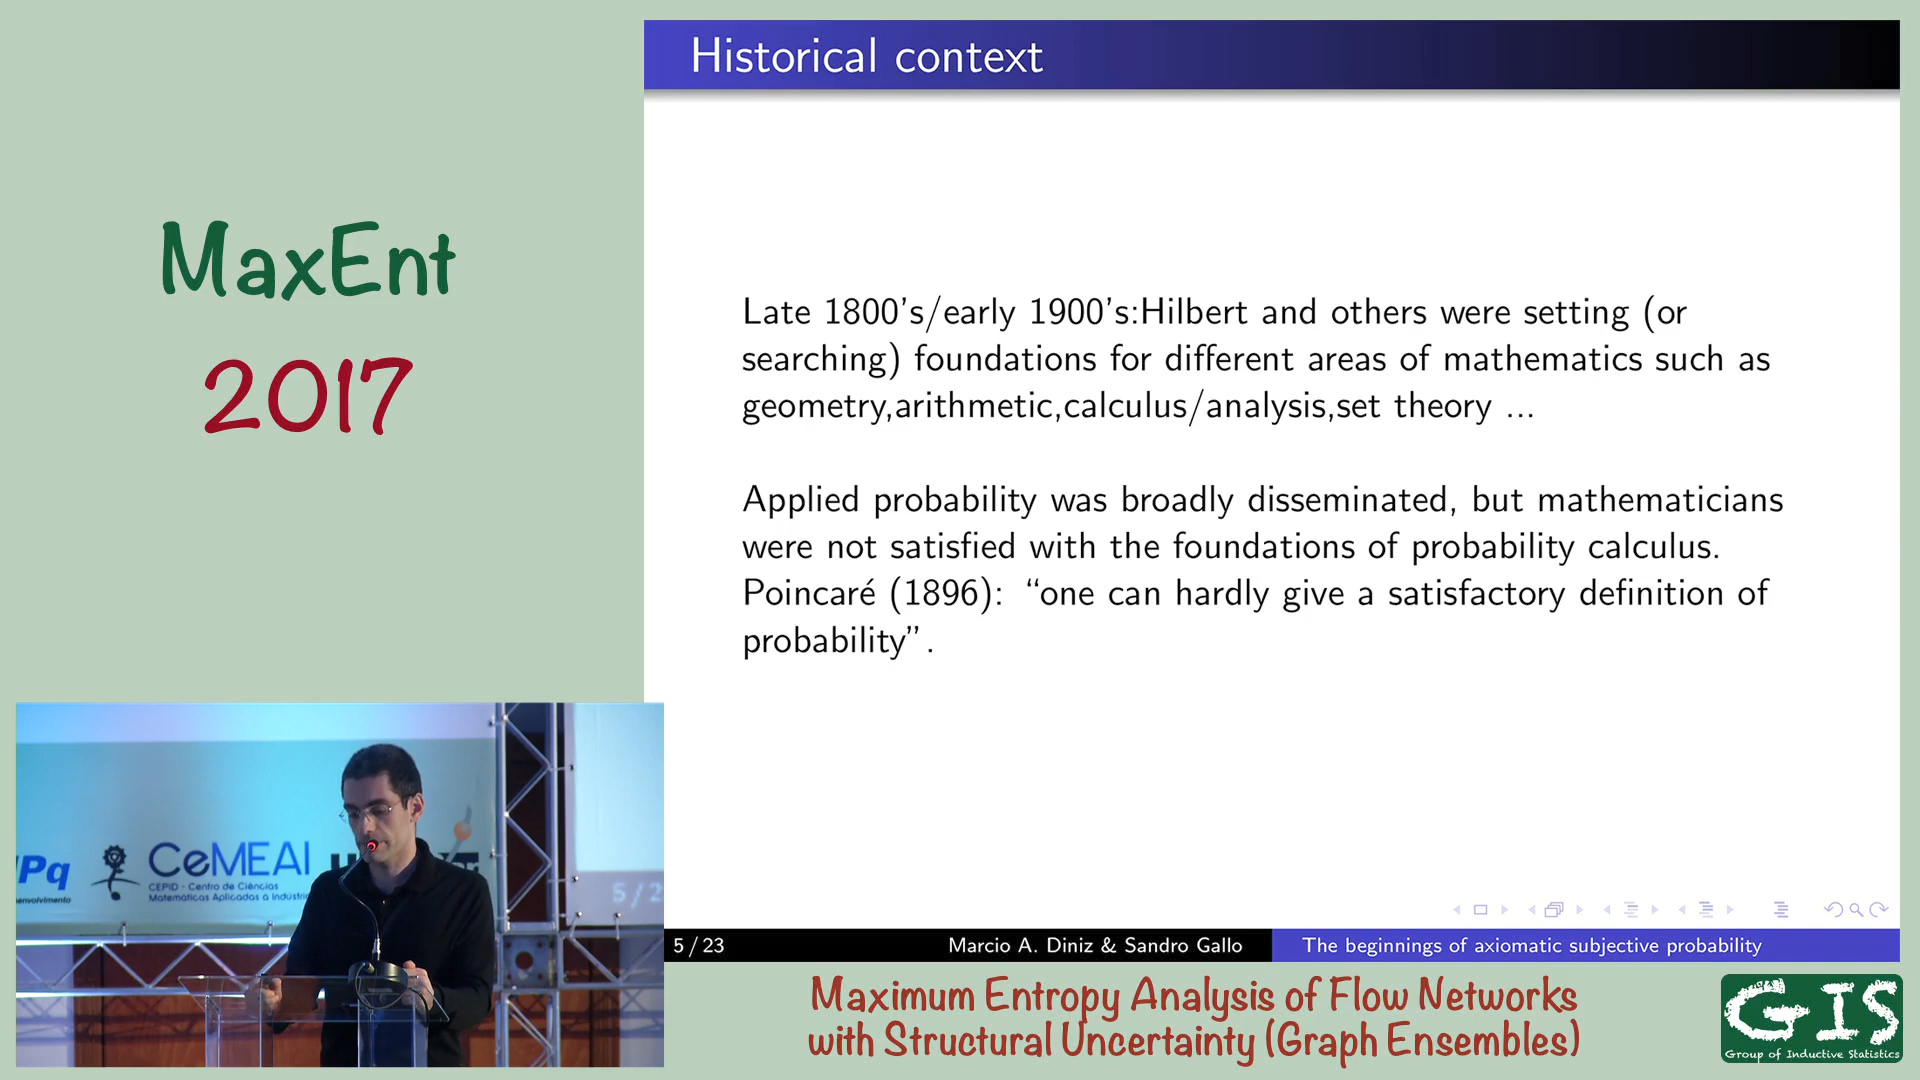 Historical context
MaxEnt
2017
Late 1800's/early 1900's:Hilbert and others were setting (or
searching) foundations for different areas of mathematics such as
geometry,arithmetic,calculus/analysis,set theory ...
Applied probability was broadly disseminated, but mathematicians
were not satisfied with the foundations of probability calculus.
Poincaré (1896): “one can hardly give a satisfactory definition of
probability”.
Pq
CeMEAI
CEPID - Centro de Ciências
Matemáticas Aplicadas à Indústria
5/2
5 / 23
Marcio A. Diniz & Sandro Gallo
The beginnings of axiomatic subjective probability
Maximum Entropy Analysis of Flow Networks
with Structural Uncertainty (Graph Ensembles)
GIS
Group of Inductive Statistics